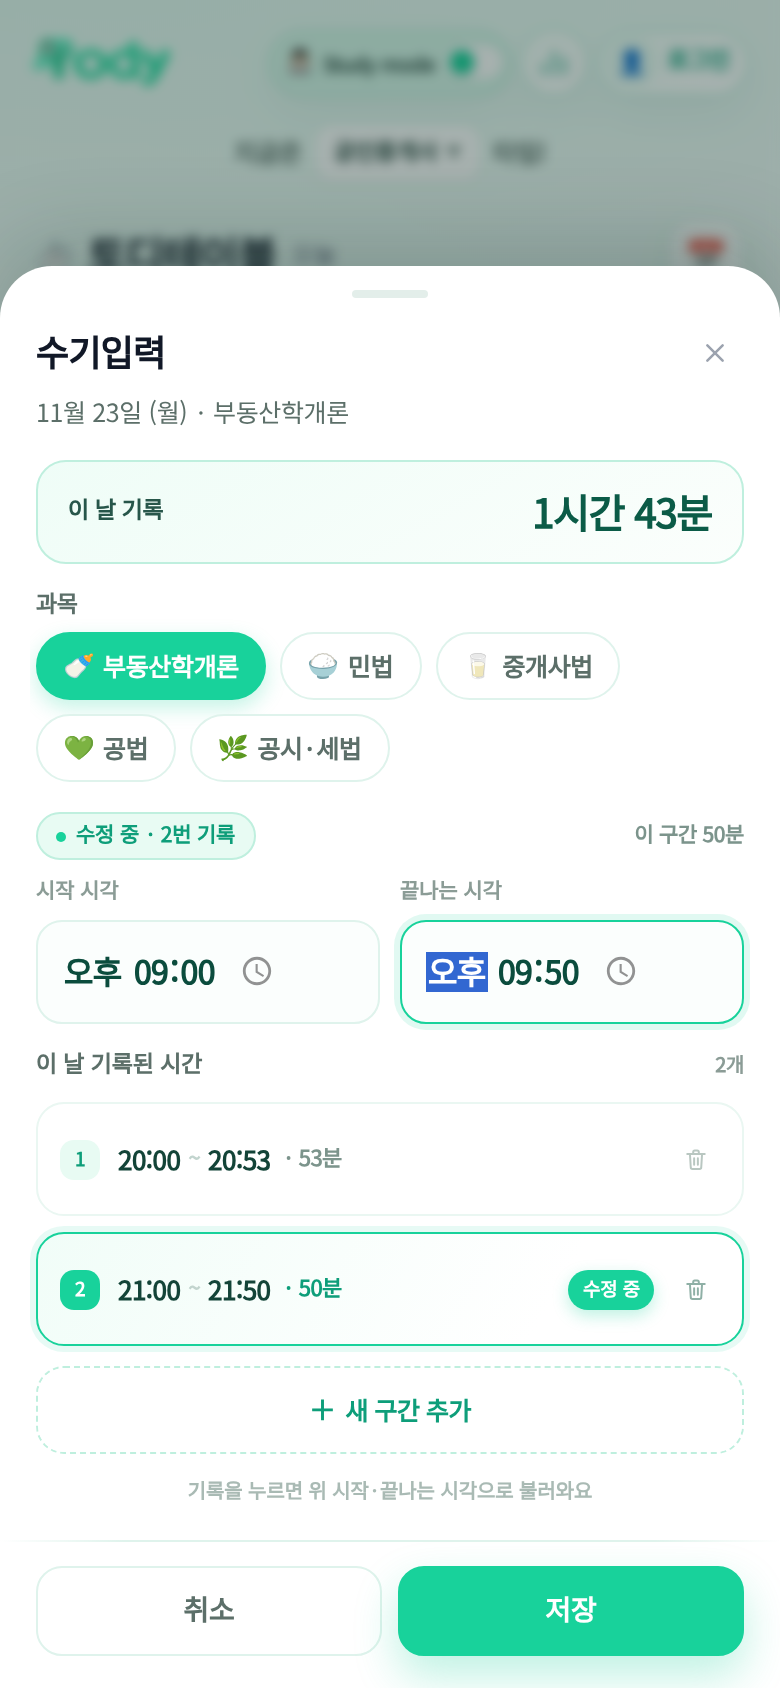 Tody
Study mode
로그인
수기입력
11월 23일 (월) · 부동산학개론
이 날 기록
1시간 43분
과목
부동산학개론
민법
중개사법
공법
공시·세법
수정 중 · 2번 기록
이 구간 50분
시작 시각
끝나는 시각
오후 09:00
오후 09:50
이 날 기록된 시간
2개
1 20:00 ~ 20:53 · 53분
2 21:00 ~ 21:50 · 50분 수정 중
+ 새 구간 추가
기록을 누르면 위 시작·끝나는 시각으로 불러와요
취소
저장